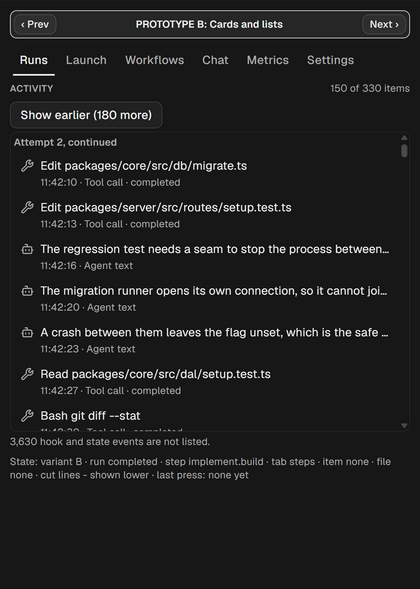 ‹ Prev
PROTOTYPE B: Cards and lists
Next ›
Runs Launch Workflows Chat Metrics Settings
ACTIVITY
150 of 330 items
Show earlier (180 more)
Attempt 2, continued
Edit packages/core/src/db/migrate.ts
11:42:10 · Tool call · completed
Edit packages/server/src/routes/setup.test.ts
11:42:13 · Tool call · completed
The regression test needs a seam to stop the process between…
11:42:16 · Agent text
The migration runner opens its own connection, so it cannot joi…
11:42:20 · Agent text
A crash between them leaves the flag unset, which is the safe …
11:42:23 · Agent text
Read packages/core/src/dal/setup.test.ts
11:42:27 · Tool call · completed
Bash git diff --stat
3,630 hook and state events are not listed.
State: variant B · run completed · step implement.build · tab steps · item none · file
none · cut lines - shown lower · last press: none yet